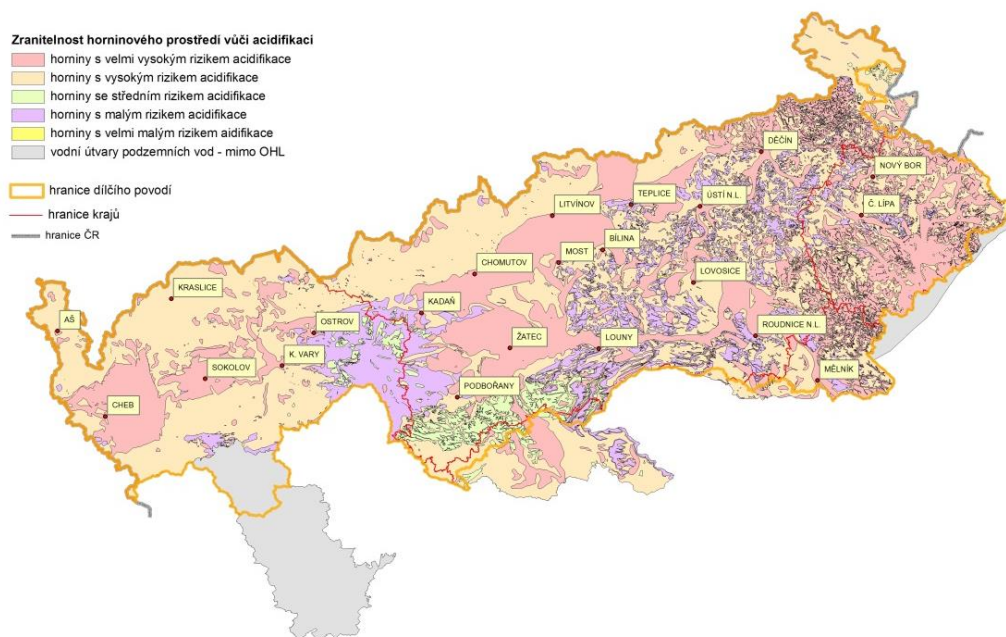 Zranitelnost horninového prostředí vůči acidifikaci
horniny s velmi vysokým rizikem acidifikace
horniny s vysokým rizikem acidifikace
horniny se středním rizikem acidifikace
horniny s malým rizikem acidifikace
horniny s velmi malým rizikem aidifikace
vodní útvary podzemních vod - mimo OHL
hranice dílčího povodí
hranice krajů
hranice ČR
DĚČÍN
NOVÝ BOR
TEPLICE
ÚSTÍ N.L.
LITVÍNOV
Č. LÍPA
BÍLINA
MOST
CHOMUTOV
LOVOSICE
KRASLICE
KADAŇ
AŠ
OSTROV
ROUDNICE N.L.
ŽATEC
LOUNY
K. VARY
SOKOLOV
MĚLNÍK
PODBOŘANY
CHEB